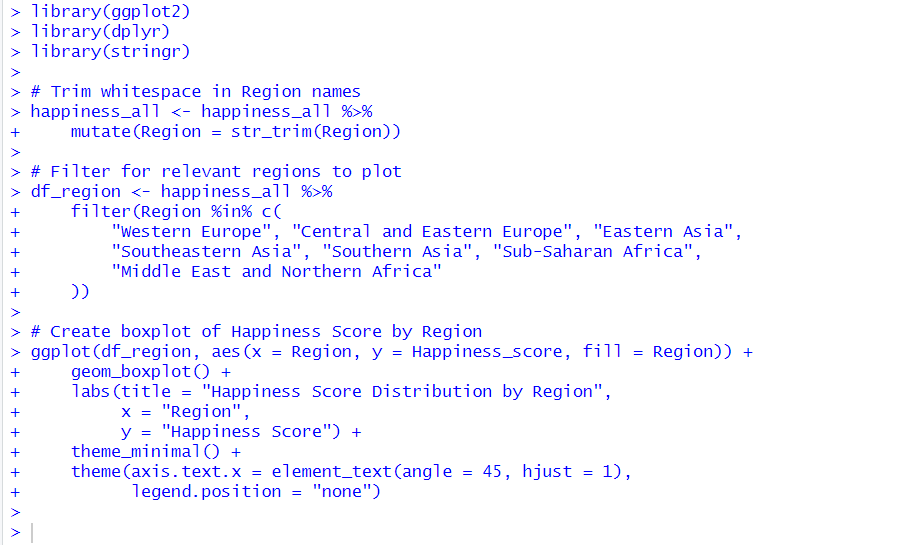 > library(ggplot2)
> library(dplyr)
> library(stringr)
>
> # Trim whitespace in Region names
> happiness_all <- happiness_all %>%
+     mutate(Region = str_trim(Region))
>
> # Filter for relevant regions to plot
> df_region <- happiness_all %>%
+     filter(Region %in% c(
+         "Western Europe", "Central and Eastern Europe", "Eastern Asia",
+         "Southeastern Asia", "Southern Asia", "Sub-Saharan Africa",
+         "Middle East and Northern Africa"
+     ))
>
> # Create boxplot of Happiness Score by Region
> ggplot(df_region, aes(x = Region, y = Happiness_score, fill = Region)) +
+     geom_boxplot() +
+     labs(title = "Happiness Score Distribution by Region",
+          x = "Region",
+          y = "Happiness Score") +
+     theme_minimal() +
+     theme(axis.text.x = element_text(angle = 45, hjust = 1),
+           legend.position = "none")
>
>